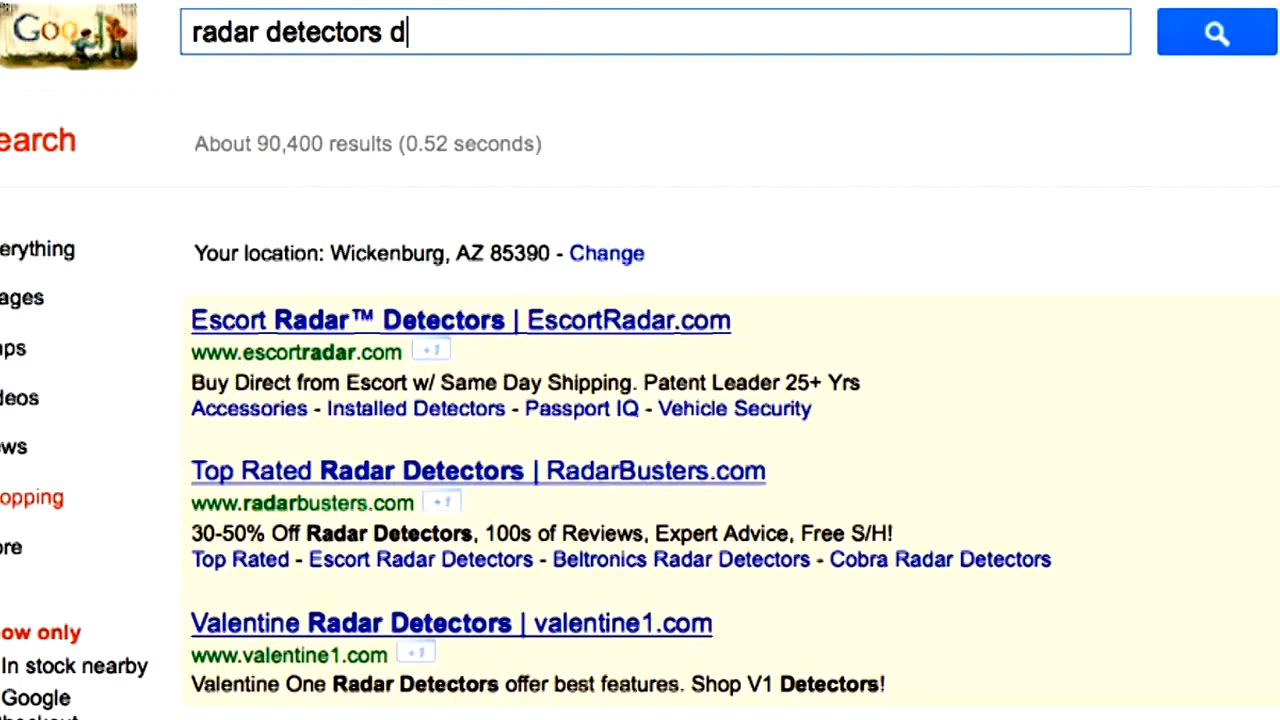 Google
radar detectors d
earch
About 90,400 results (0.52 seconds)
erything
Your location: Wickenburg, AZ 85390 - Change
ages
Escort Radar™ Detectors | EscortRadar.com
aps
www.escortradar.com +1
Buy Direct from Escort w/ Same Day Shipping. Patent Leader 25+ Yrs
deos
Accessories - Installed Detectors - Passport IQ - Vehicle Security
ews
Top Rated Radar Detectors | RadarBusters.com
opping
www.radarbusters.com +1
30-50% Off Radar Detectors, 100s of Reviews, Expert Advice, Free S/H!
ore
Top Rated - Escort Radar Detectors - Beltronics Radar Detectors - Cobra Radar Detectors
ow only
Valentine Radar Detectors | valentine1.com
In stock nearby
www.valentine1.com +1
Google
Valentine One Radar Detectors offer best features. Shop V1 Detectors!